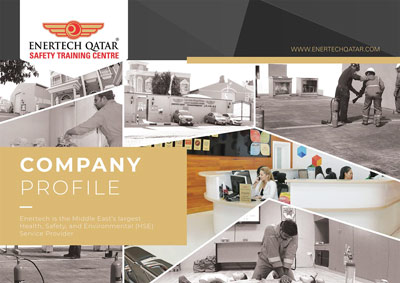 ENERTECH QATAR®
SAFETY TRAINING CENTRE
WWW.ENERTECHQATAR.COM
COMPANY
PROFILE
Enertech is the Middle East's largest
Health, Safety, and Environmental (HSE)
Service Provider